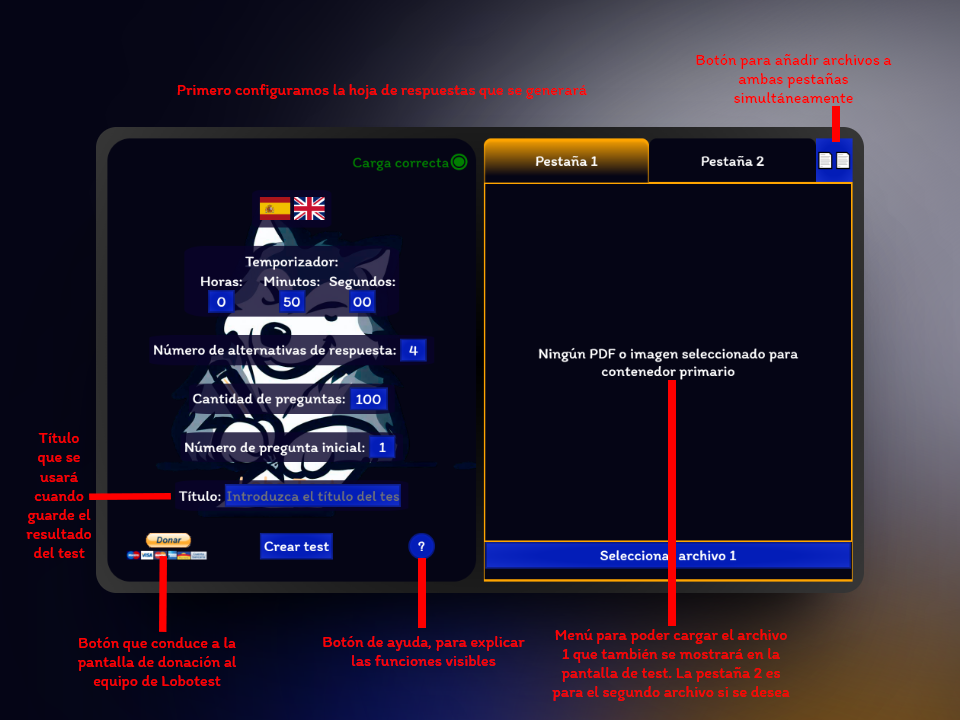 Botón para añadir archivos a
ambas pestañas
simultáneamente
Primero configuramos la hoja de respuestas que se generará
Carga correcta
Pestaña 1
Pestaña 2
Temporizador:
Horas: Minutos: Segundos:
0 50 00
Número de alternativas de respuesta: 4
Cantidad de preguntas: 100
Número de pregunta inicial: 1
Título: Introduzca el título del tes
Donar
VISA
Crear test
?
Ningún PDF o imagen seleccionado para
contenedor primario
Seleccionar archivo 1
Título
que se
usará
cuando
guarde el
resultado
del test
Botón que conduce a la
pantalla de donación al
equipo de Lobotest
Botón de ayuda, para explicar
las funciones visibles
Menú para poder cargar el archivo
1 que también se mostrará en la
pantalla de test. La pestaña 2 es
para el segundo archivo si se desea